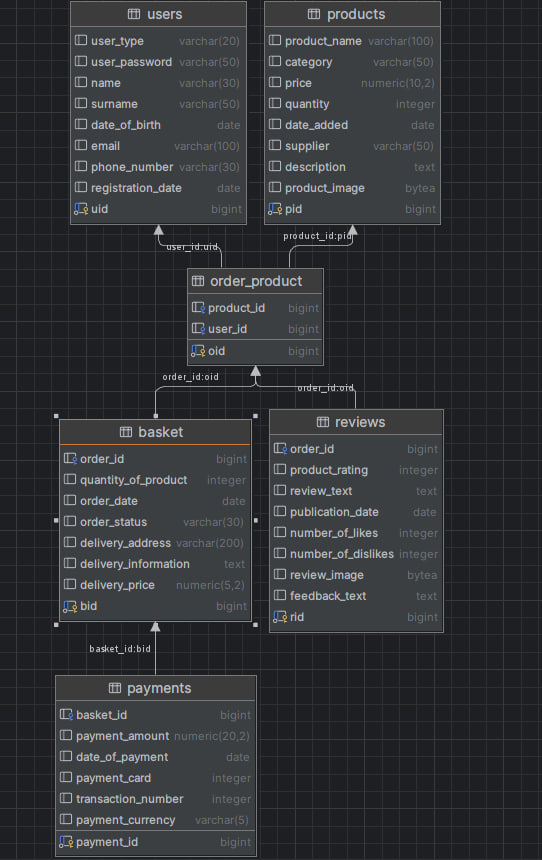 users
user_type varchar(20)
user_password varchar(50)
name varchar(30)
surname varchar(50)
date_of_birth date
email varchar(100)
phone_number varchar(30)
registration_date date
uid bigint
products
product_name varchar(100)
category varchar(50)
price numeric(10,2)
quantity integer
date_added date
supplier varchar(50)
description text
product_image bytea
pid bigint
user_id:uid
product_id:pid
order_product
product_id bigint
user_id bigint
oid bigint
order_id:oid
order_id:oid
basket
order_id bigint
quantity_of_product integer
order_date date
order_status varchar(30)
delivery_address varchar(200)
delivery_information text
delivery_price numeric(5,2)
bid bigint
reviews
order_id bigint
product_rating integer
review_text text
publication_date date
number_of_likes integer
number_of_dislikes integer
review_image bytea
feedback_text text
rid bigint
basket_id:bid
payments
basket_id bigint
payment_amount numeric(20,2)
date_of_payment date
payment_card integer
transaction_number integer
payment_currency varchar(5)
payment_id bigint